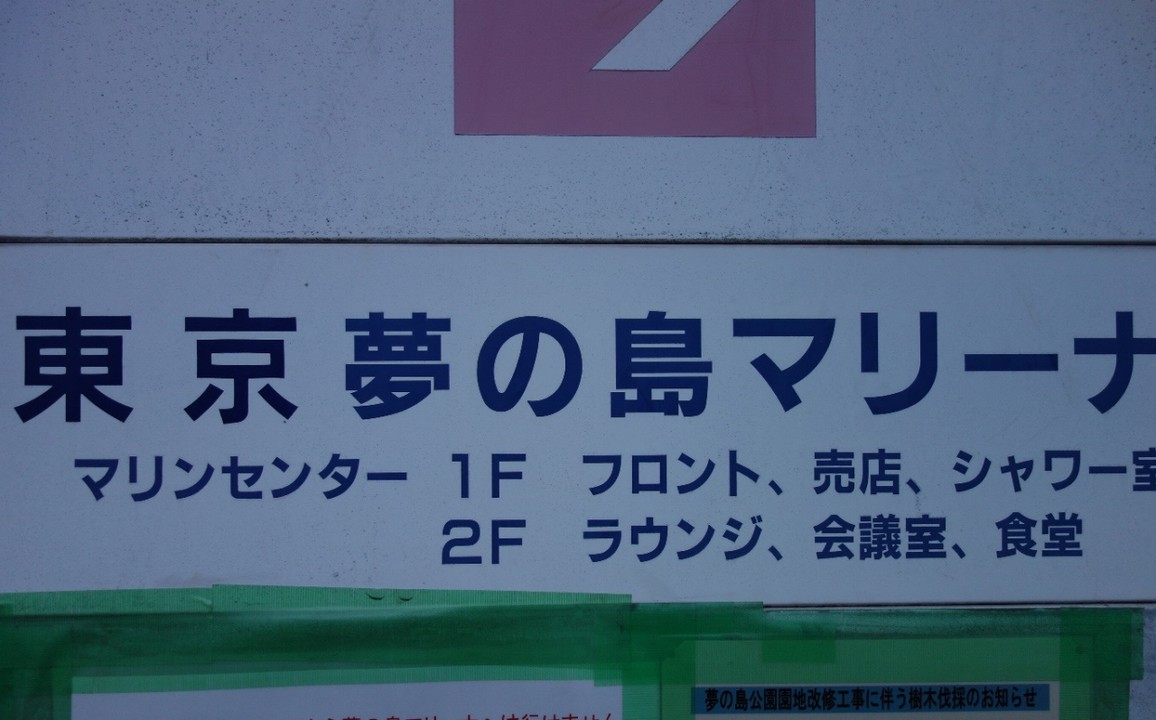 東京夢の島マリーナ
マリンセンター 1F フロント、売店、シャワー室
2F ラウンジ、会議室、食堂
夢の島公園園地改修工事に伴う樹木伐採のお知らせ